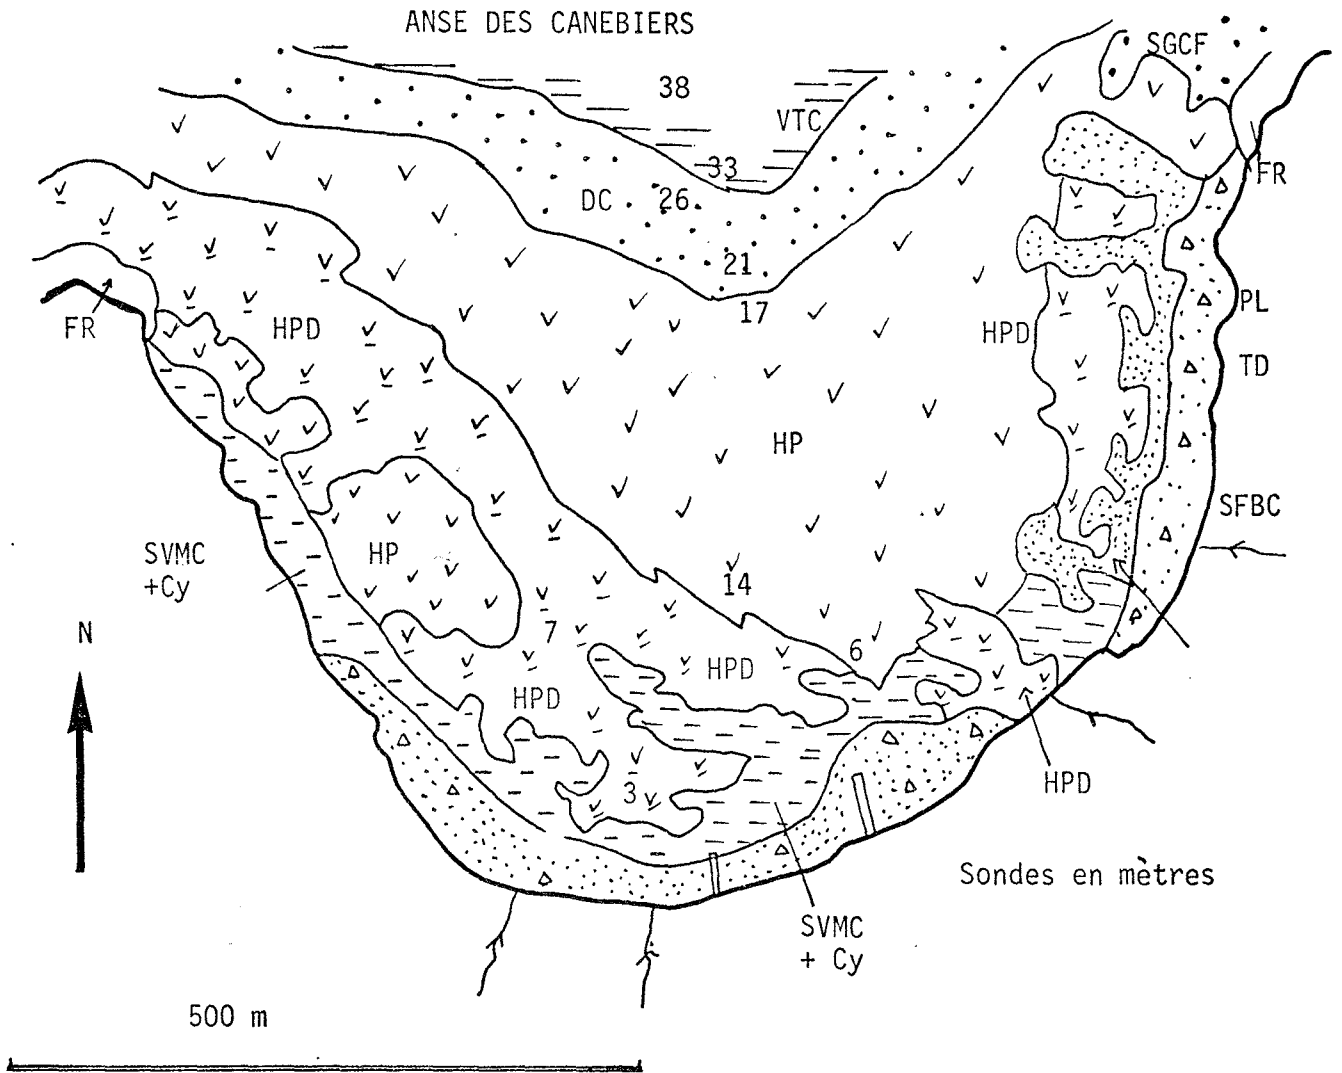 ANSE DES CANEBIERS
SGCF
38
VTC
33
FR
DC
26
21
PL
17
FR
HPD
HPD
TD
HP
SFBC
SVMC
+Cy
HP
14
N
7
6
HPD
HPD
3
HPD
Sondes en mètres
SVMC
+ Cy
500 m